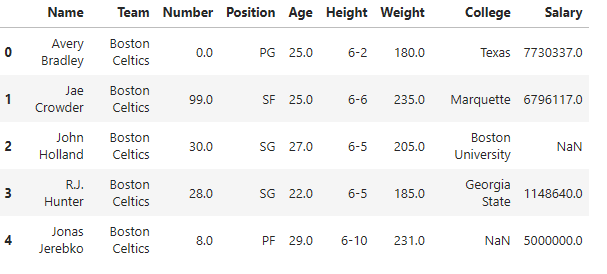 Name Team Number Position Age Height Weight College Salary
0 Avery Bradley Boston Celtics 0.0 PG 25.0 6-2 180.0 Texas 7730337.0
1 Jae Crowder Boston Celtics 99.0 SF 25.0 6-6 235.0 Marquette 6796117.0
2 John Holland Boston Celtics 30.0 SG 27.0 6-5 205.0 Boston University NaN
3 R.J. Hunter Boston Celtics 28.0 SG 22.0 6-5 185.0 Georgia State 1148640.0
4 Jonas Jerebko Boston Celtics 8.0 PF 29.0 6-10 231.0 NaN 5000000.0